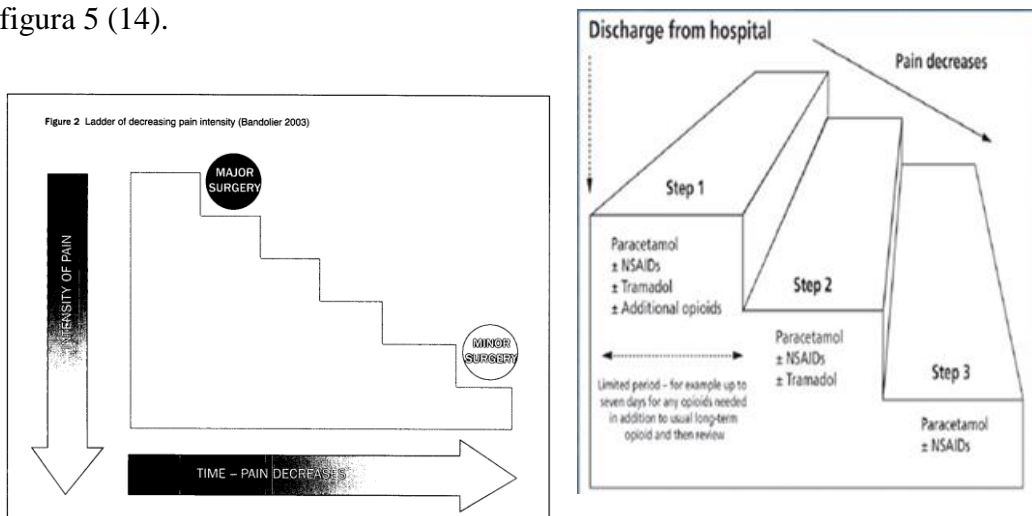 figura 5 (14).
Figure 2 Ladder of decreasing pain intensity (Bandolier 2003)
MAJOR
SURGERY
INTENSITY OF PAIN
MINOR
SURGERY
TIME – PAIN DECREASES
Discharge from hospital
Pain decreases
Step 1
Paracetamol
± NSAIDs
± Tramadol
± Additional opioids
Limited period – for example up to
seven days for any opioids needed
in addition to usual long-term
opioid and then review
Step 2
Paracetamol
± NSAIDs
± Tramadol
Step 3
Paracetamol
± NSAIDs